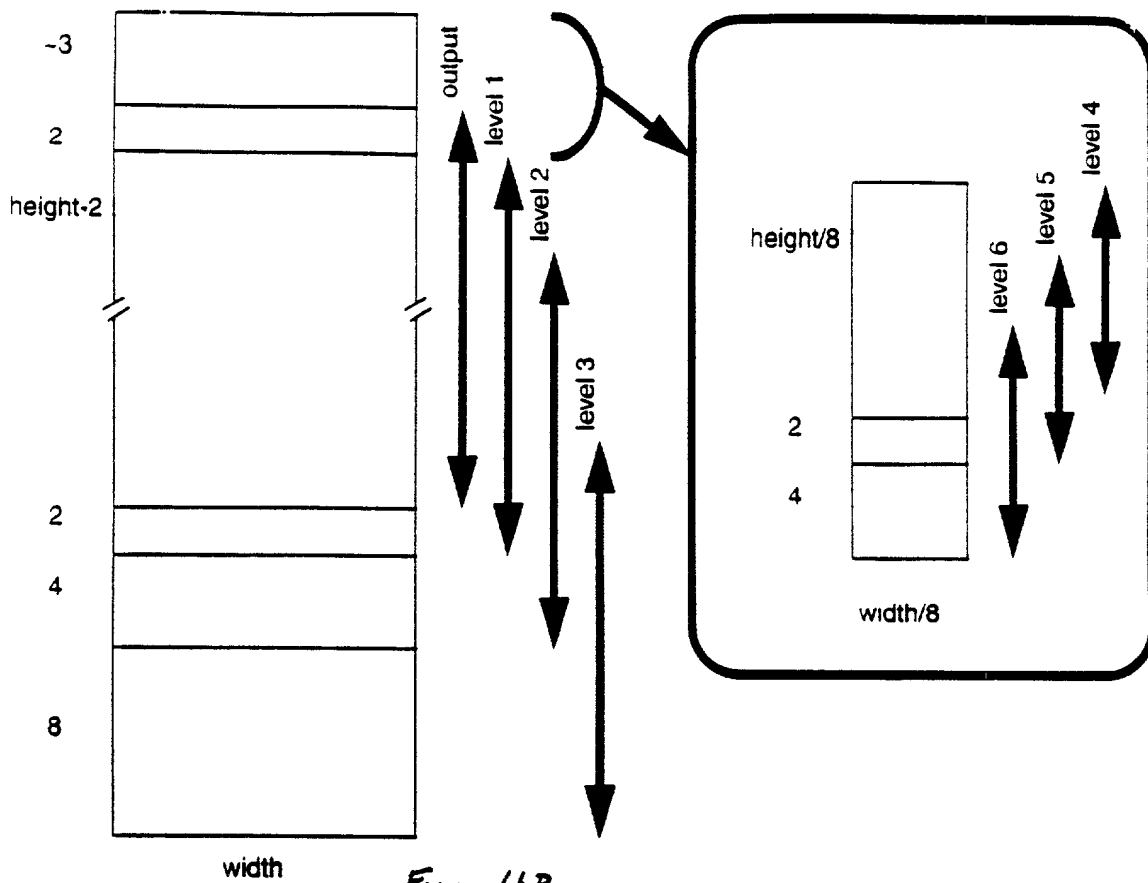 ~3
2
height-2
2
4
8
width
output
level 1
level 2
level 3
height/8
2
4
width/8
level 6
level 5
level 4